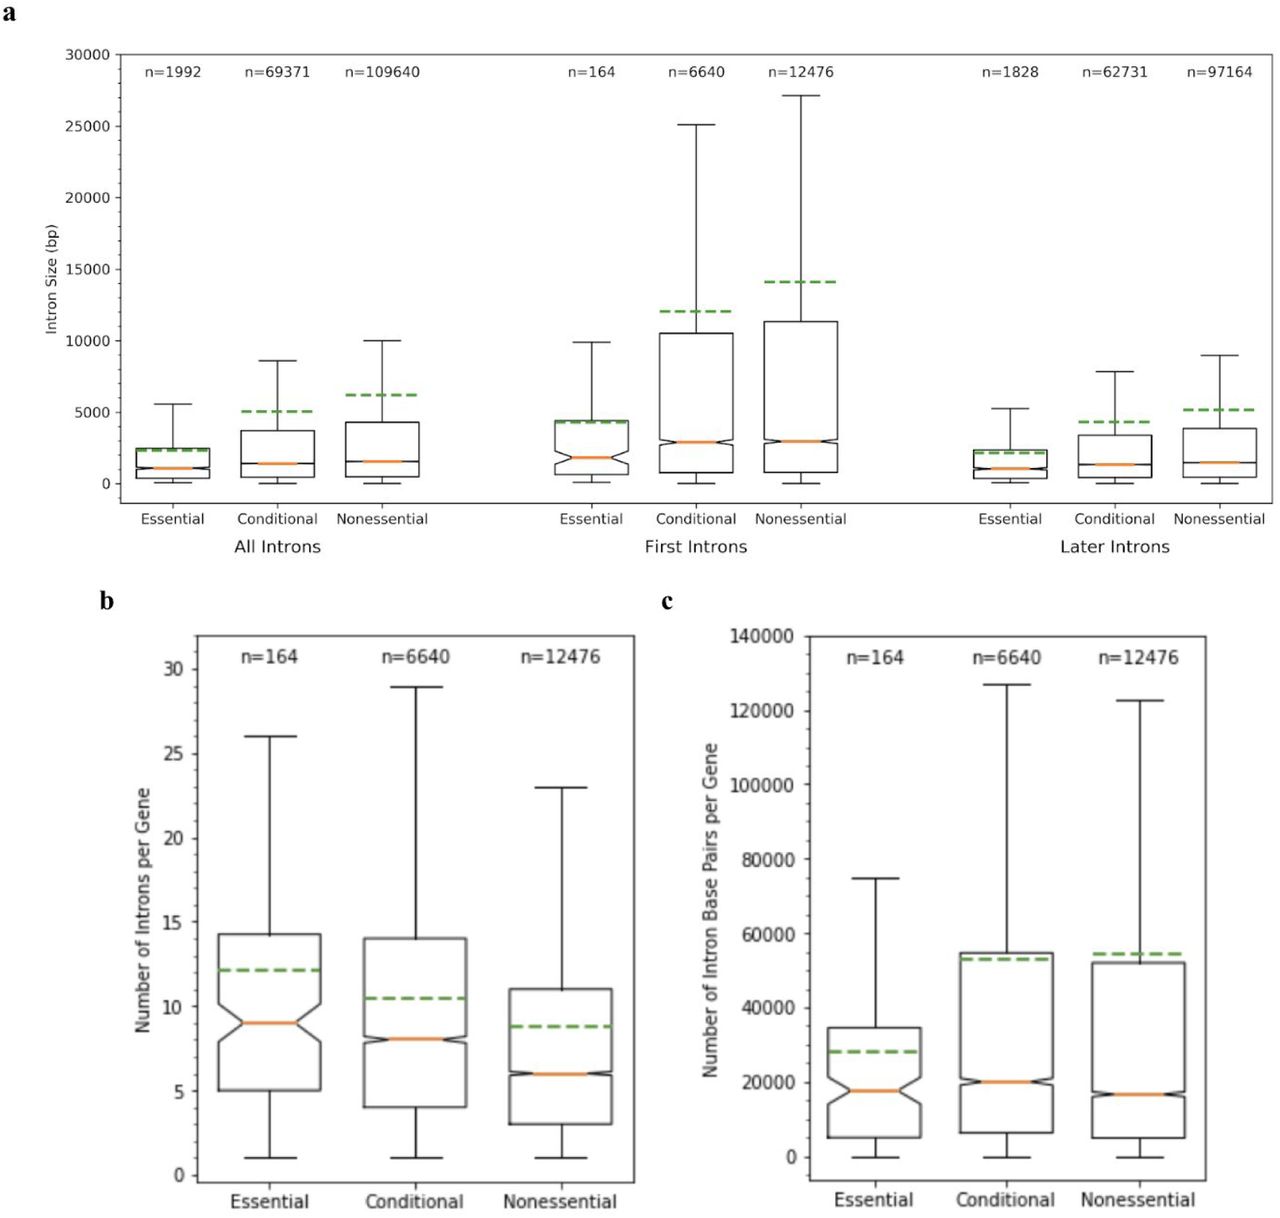 a
30000
25000
20000
15000
10000
5000
0
Intron Size (bp)
n=1992 n=69371 n=109640 n=164 n=6640 n=12476 n=1828 n=62731 n=97164
Essential Conditional Nonessential Essential Conditional Nonessential Essential Conditional Nonessential
All Introns First Introns Later Introns
b
30
25
20
15
10
5
0
Number of Introns per Gene
n=164 n=6640 n=12476
Essential Conditional Nonessential
c
140000
120000
100000
80000
60000
40000
20000
0
Number of Intron Base Pairs per Gene
n=164 n=6640 n=12476
Essential Conditional Nonessential